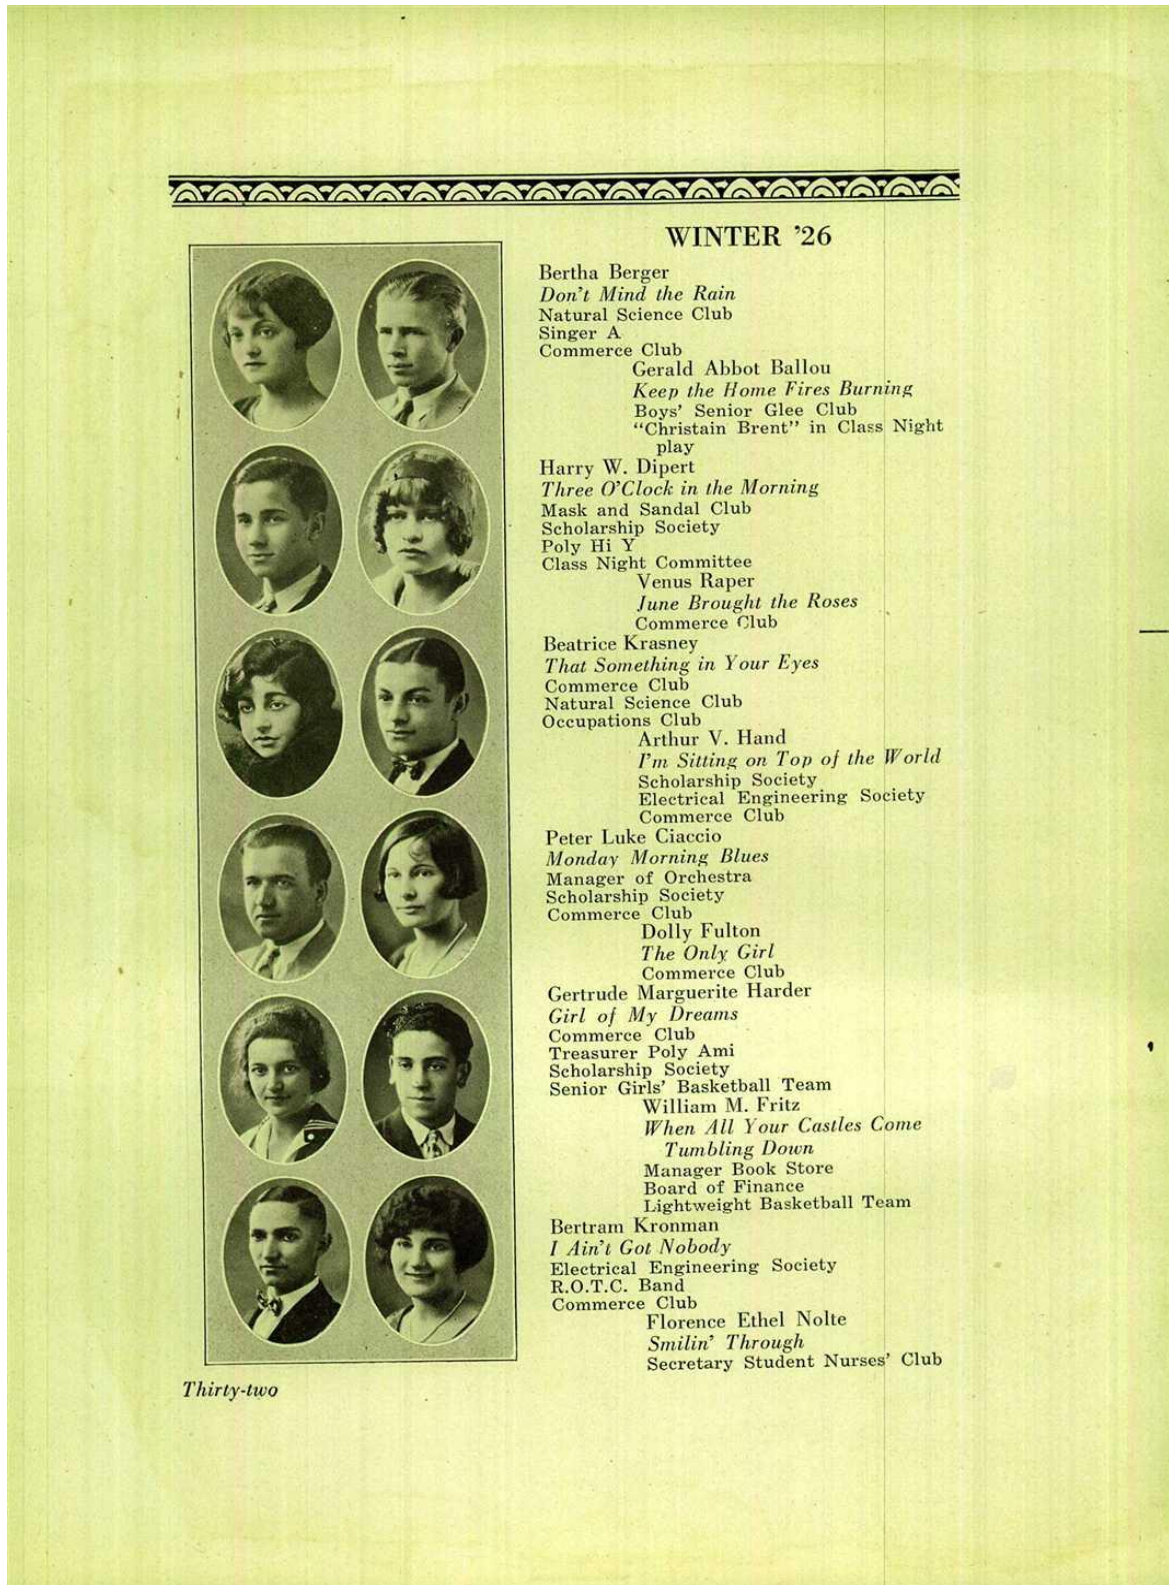 WINTER '26
Bertha Berger
Don't Mind the Rain
Natural Science Club
Singer A
Commerce Club
Gerald Abbot Ballou
Keep the Home Fires Burning
Boys' Senior Glee Club
"Christain Brent" in Class Night
play
Harry W. Dipert
Three O'Clock in the Morning
Mask and Sandal Club
Scholarship Society
Poly Hi Y
Class Night Committee
Venus Raper
June Brought the Roses
Commerce Club
Beatrice Krasney
That Something in Your Eyes
Commerce Club
Natural Science Club
Occupations Club
Arthur V. Hand
I'm Sitting on Top of the World
Scholarship Society
Electrical Engineering Society
Commerce Club
Peter Luke Ciaccio
Monday Morning Blues
Manager of Orchestra
Scholarship Society
Commerce Club
Dolly Fulton
The Only Girl
Commerce Club
Gertrude Marguerite Harder
Girl of My Dreams
Commerce Club
Treasurer Poly Ami
Scholarship Society
Senior Girls' Basketball Team
William M. Fritz
When All Your Castles Come
Tumbling Down
Manager Book Store
Board of Finance
Lightweight Basketball Team
Bertram Kronman
I Ain't Got Nobody
Electrical Engineering Society
R.O.T.C. Band
Commerce Club
Florence Ethel Nolte
Smilin' Through
Secretary Student Nurses' Club
Thirty-two